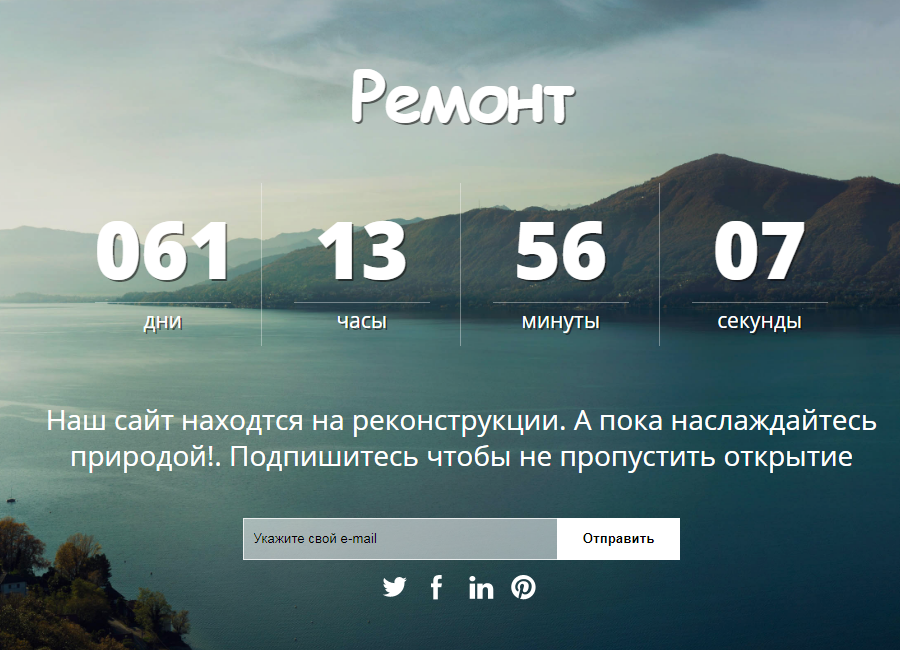 Ремонт
061 13 56 07
дни часы минуты секунды
Наш сайт находтся на реконструкции. А пока наслаждайтесь
природой!. Подпишитесь чтобы не пропустить открытие
Укажите свой e-mail Отправить